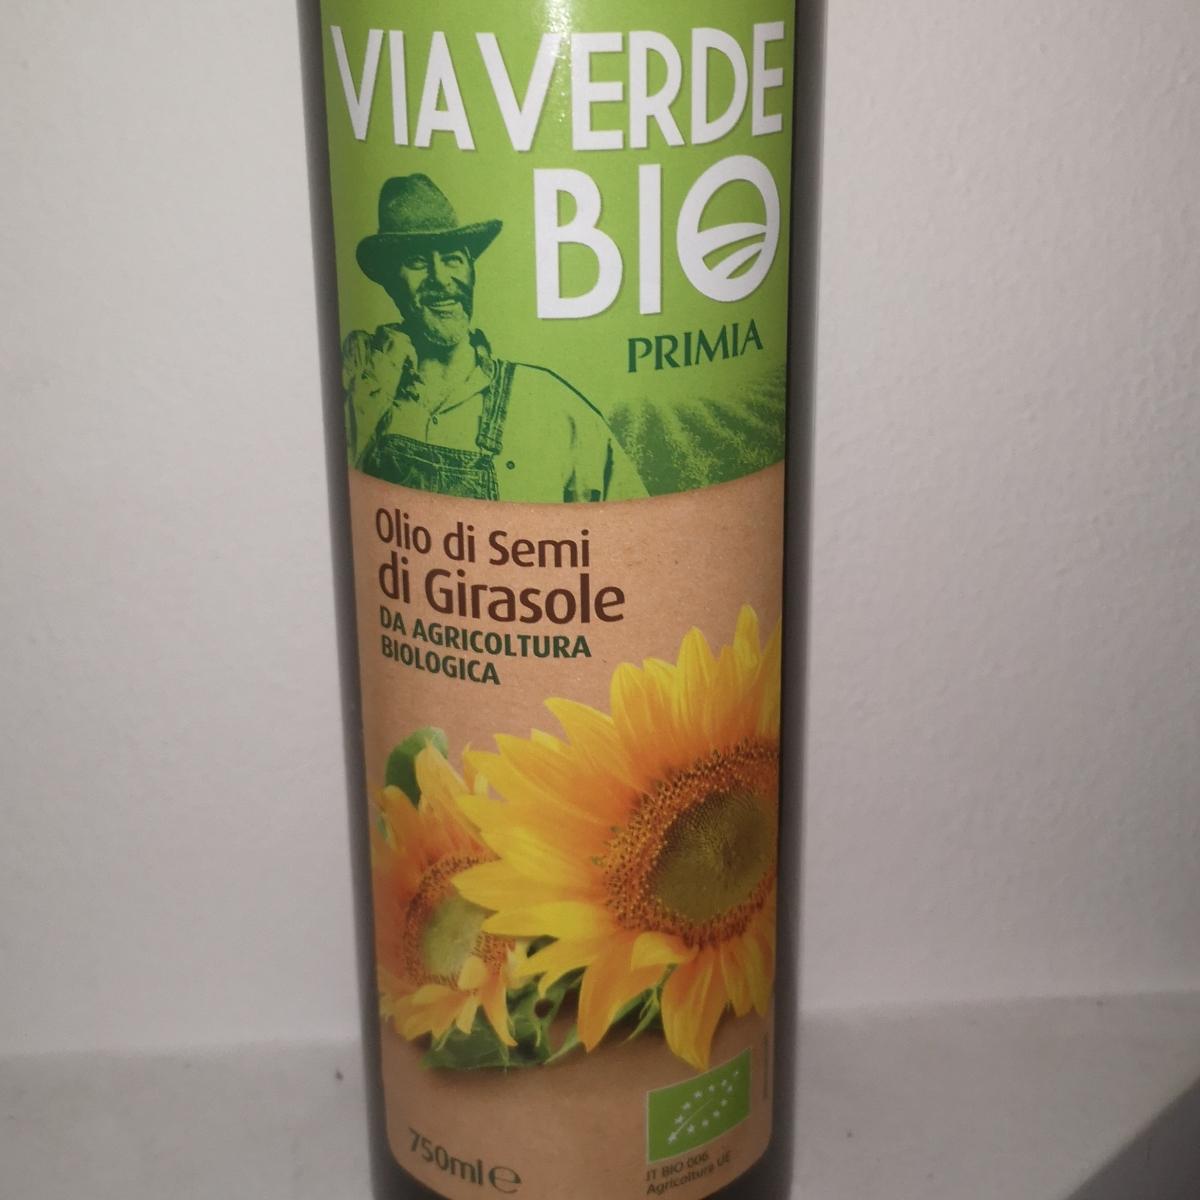 VIAVERDE
BIO
PRIMIA
Olio di Semi
di Girasole
DA AGRICOLTURA
BIOLOGICA
750ml e
IT BIO 006
Agricoltura UE